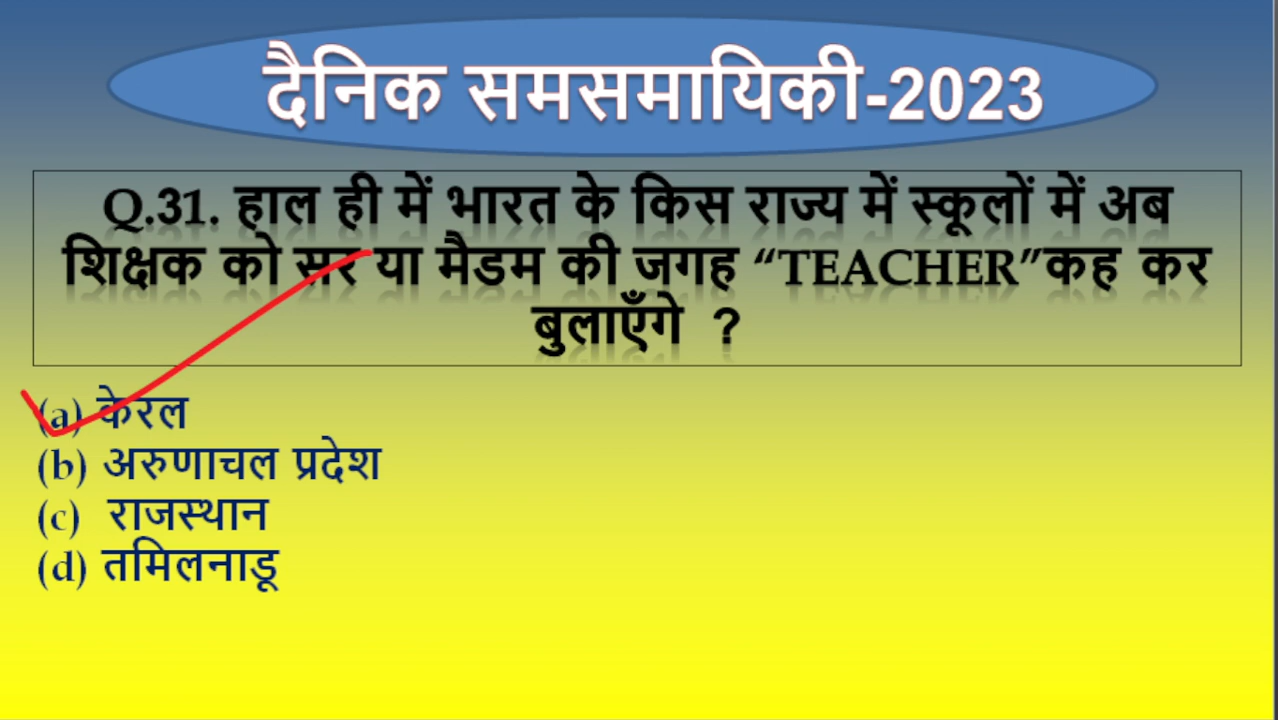 दैनिक समसमायिकी-2023
Q.31. हाल ही में भारत के किस राज्य में स्कूलों में अब
शिक्षक को सर या मैडम की जगह “TEACHER”कह कर
बुलाएँगे ?
(a) केरल
(b) अरुणाचल प्रदेश
(c) राजस्थान
(d) तमिलनाडू